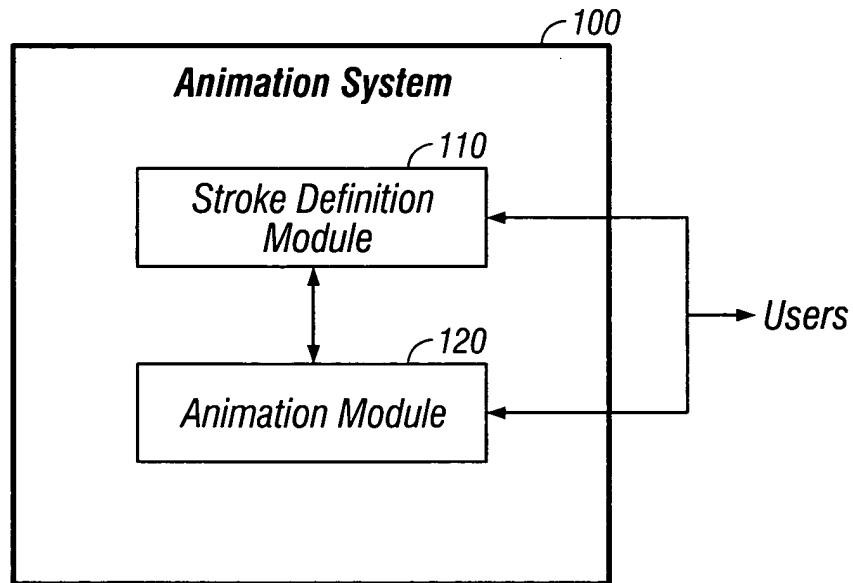 100
Animation System
110
Stroke Definition
Module
Users
120
Animation Module